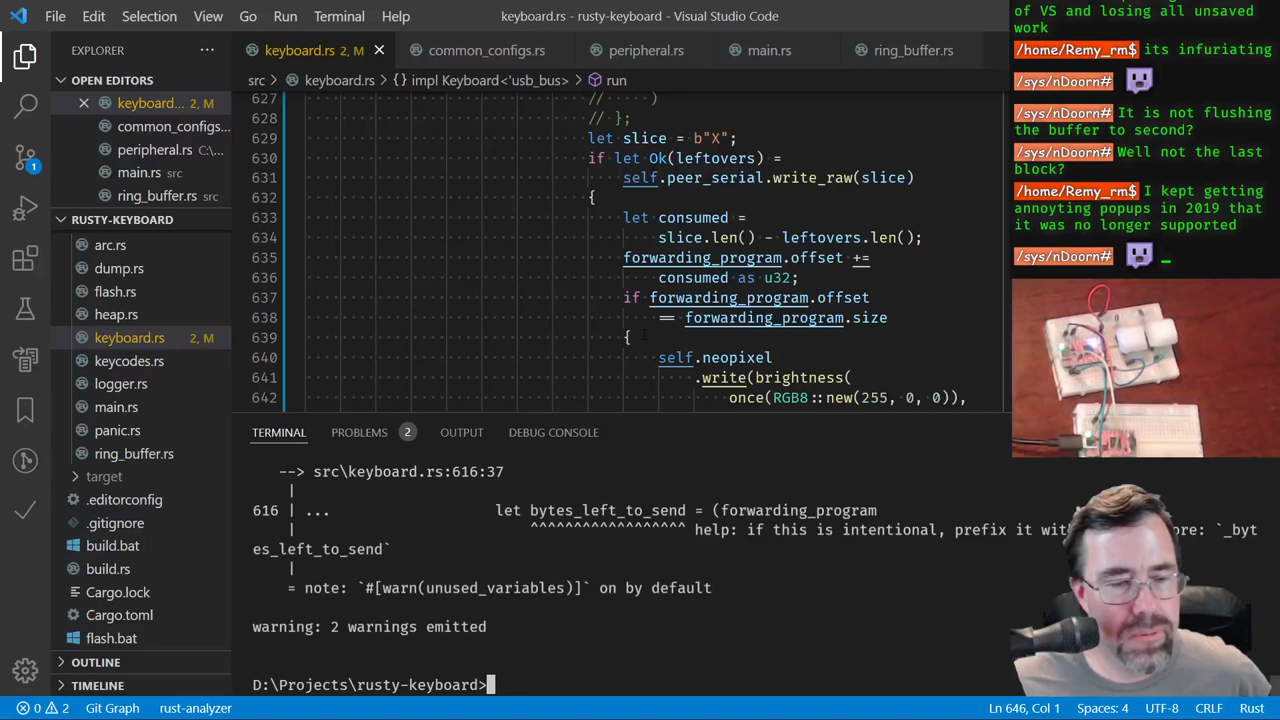 File Edit Selection View Go Run Terminal Help
keyboard.rs - rusty-keyboard - Visual Studio Code
EXPLORER
OPEN EDITORS
keyboard... 2, M
common_configs...
peripheral.rs C:\...
main.rs src
ring_buffer.rs src
RUSTY-KEYBOARD
arc.rs
dump.rs
flash.rs
heap.rs
keyboard.rs 2, M
keycodes.rs
logger.rs
main.rs
panic.rs
ring_buffer.rs
target
.editorconfig
.gitignore
build.bat
build.rs
Cargo.lock
Cargo.toml
flash.bat
OUTLINE
TIMELINE
1
keyboard.rs 2, M
common_configs.rs
peripheral.rs
main.rs
ring_buffer.rs
src > keyboard.rs > {} impl Keyboard<'usb_bus> > run
627 // )
628 // };
629 let slice = b"X";
630 if let Ok(leftovers) =
631 self.peer_serial.write_raw(slice)
632 {
633 let consumed =
634 slice.len() - leftovers.len();
635 forwarding_program.offset +=
636 consumed as u32;
637 if forwarding_program.offset
638 == forwarding_program.size
639 {
640 self.neopixel
641 .write(brightness(
642 once(RGB8::new(255, 0, 0)),
TERMINAL PROBLEMS 2 OUTPUT DEBUG CONSOLE
--> src\keyboard.rs:616:37
|
616 | ... let bytes_left_to_send = (forwarding_program
| ^^^^^^^^^^^^^^^^^^ help: if this is intentional, prefix it wit ore: `_byt
es_left_to_send`
|
= note: `#[warn(unused_variables)]` on by default
warning: 2 warnings emitted
D:\Projects\rusty-keyboard>
0 2 Git Graph rust-analyzer
Ln 646, Col 1 Spaces: 4 UTF-8 CRLF Rust
of VS and losing all unsaved
work
/home/Remy_rm$ its infuriating
/sys/nDoorn#
/sys/nDoorn# It is not flushing
the buffer to second?
/sys/nDoorn# Well not the last
block?
/home/Remy_rm$ I kept getting
annoyting popups in 2019 that
it was no longer supported
/sys/nDoorn# _